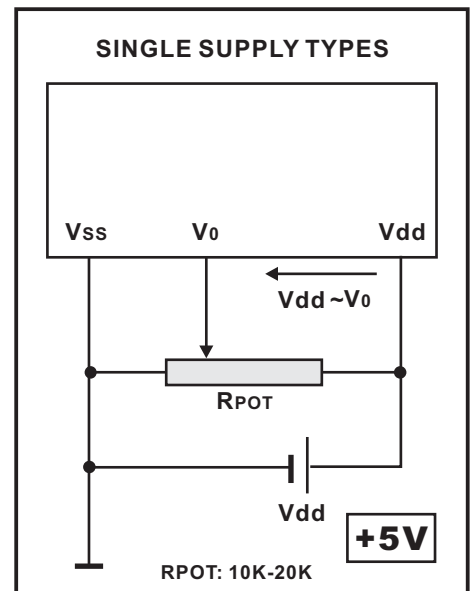 SINGLE SUPPLY TYPES
Vss V0 Vdd
Vdd ~V0
RPOT
Vdd
+5V
RPOT: 10K-20K